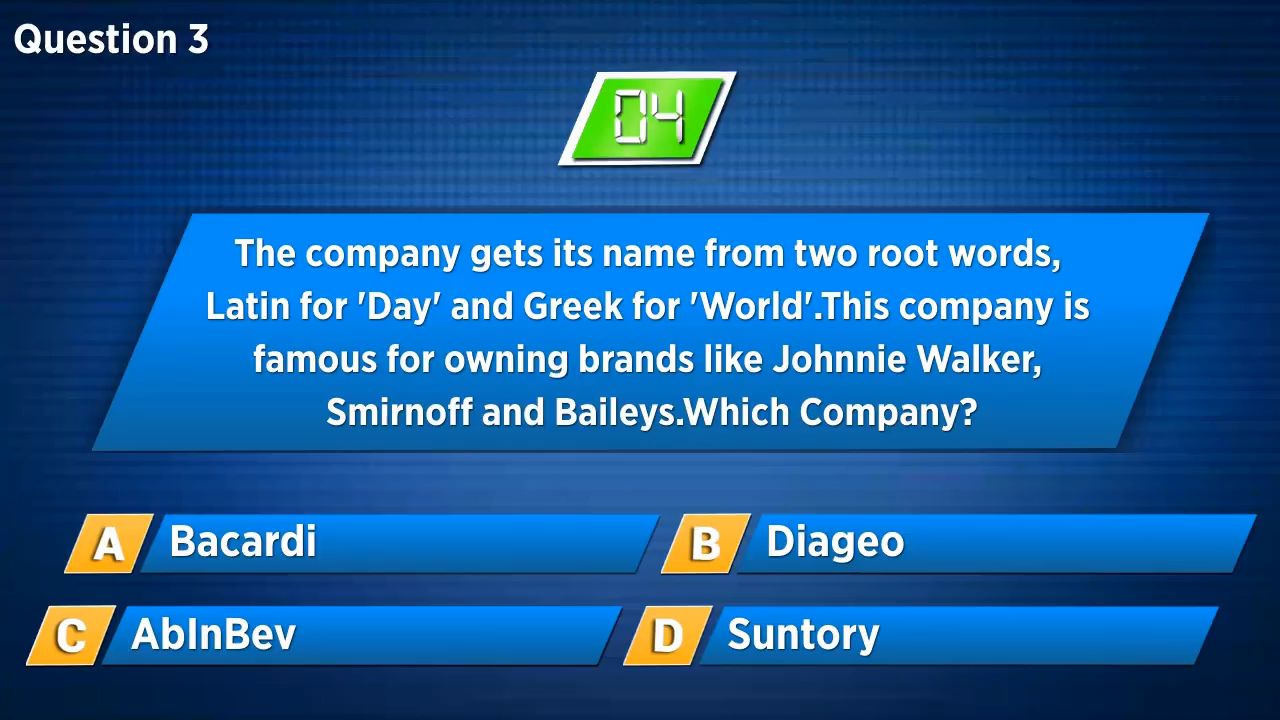 Question 3
04
The company gets its name from two root words,
Latin for 'Day' and Greek for 'World'.This company is
famous for owning brands like Johnnie Walker,
Smirnoff and Baileys.Which Company?
A Bacardi
B Diageo
C AbInBev
D Suntory